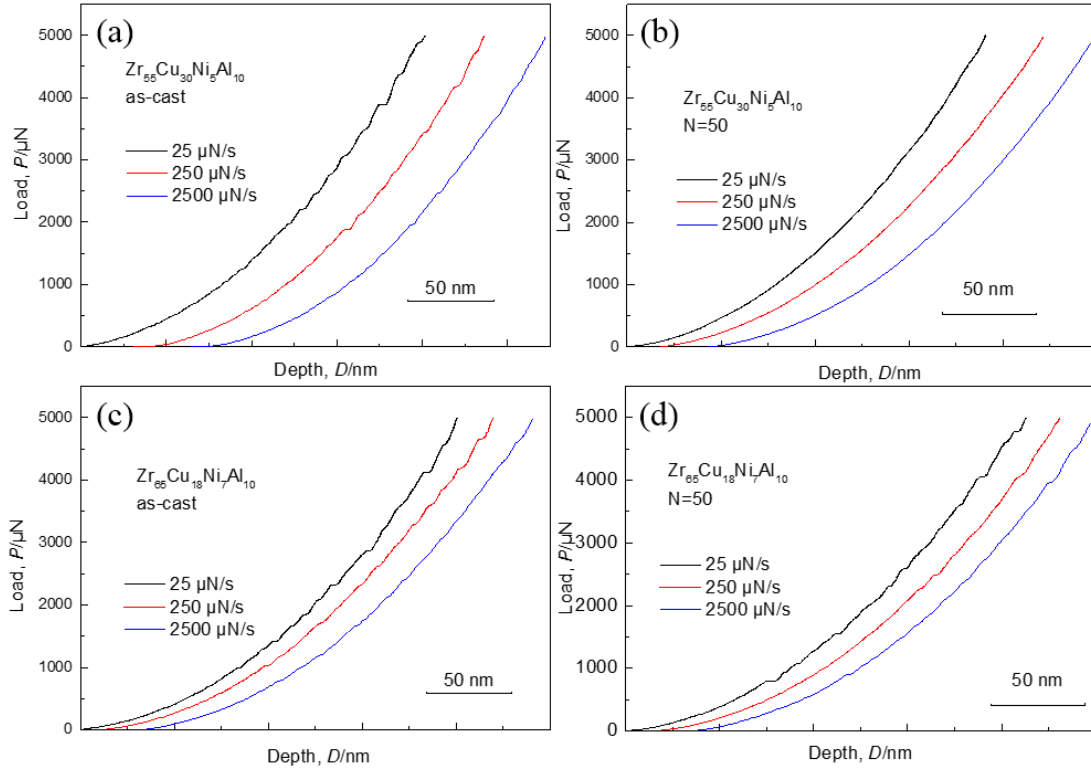 (a)
Zr₅₅Cu₃₀Ni₅Al₁₀
as-cast
25 µN/s
250 µN/s
2500 µN/s
50 nm
5000
4000
3000
2000
1000
0
Load, P/µN
Depth, D/nm
(b)
Zr₅₅Cu₃₀Ni₅Al₁₀
N=50
25 µN/s
250 µN/s
2500 µN/s
50 nm
5000
4000
3000
2000
1000
0
Load, P/µN
Depth, D/nm
(c)
Zr₆₅Cu₁₈Ni₇Al₁₀
as-cast
25 µN/s
250 µN/s
2500 µN/s
50 nm
5000
4000
3000
2000
1000
0
Load, P/µN
Depth, D/nm
(d)
Zr₆₅Cu₁₈Ni₇Al₁₀
N=50
25 µN/s
250 µN/s
2500 µN/s
50 nm
5000
4000
3000
2000
1000
0
Load, P/µN
Depth, D/nm